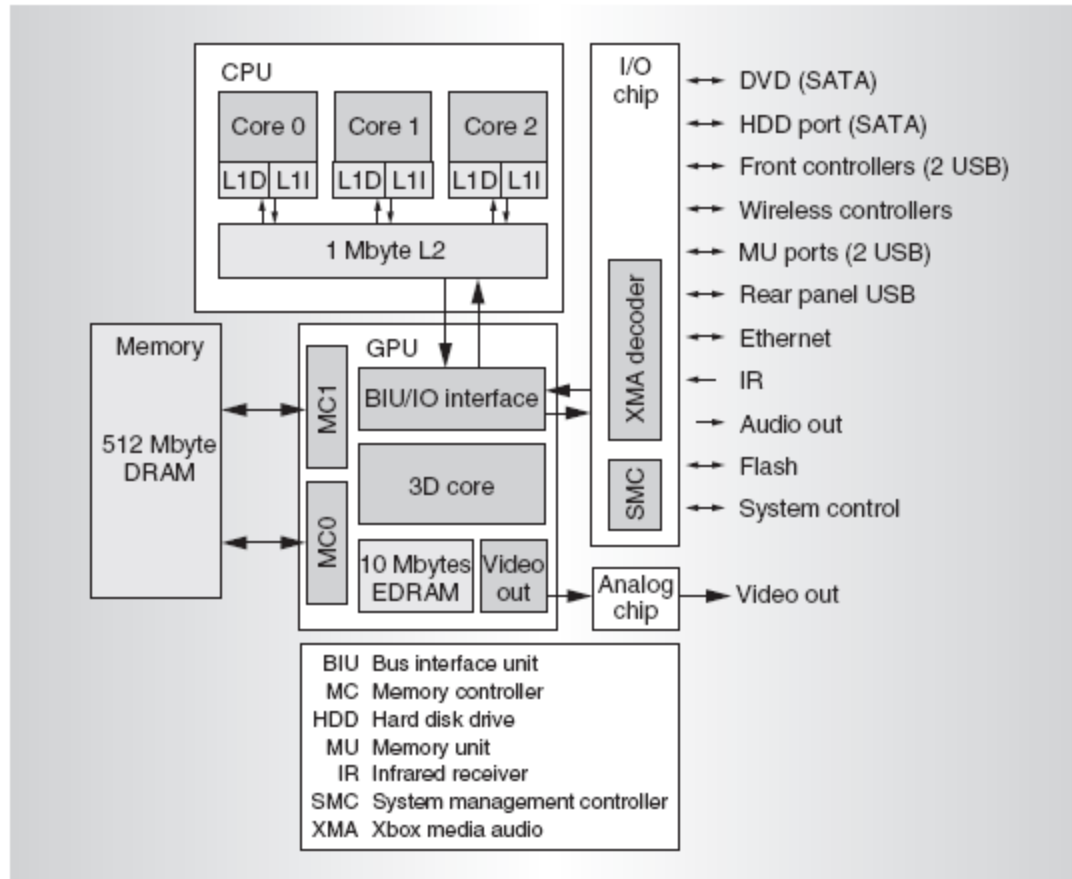 CPU
Core 0
Core 1
Core 2
L1D L1I
L1D L1I
L1D L1I
1 Mbyte L2
Memory
512 Mbyte
DRAM
GPU
MC1
MC0
BIU/IO interface
3D core
10 Mbytes
EDRAM
Video
out
I/O
chip
XMA decoder
SMC
Analog
chip
DVD (SATA)
HDD port (SATA)
Front controllers (2 USB)
Wireless controllers
MU ports (2 USB)
Rear panel USB
Ethernet
IR
Audio out
Flash
System control
Video out
BIU Bus interface unit
MC Memory controller
HDD Hard disk drive
MU Memory unit
IR Infrared receiver
SMC System management controller
XMA Xbox media audio